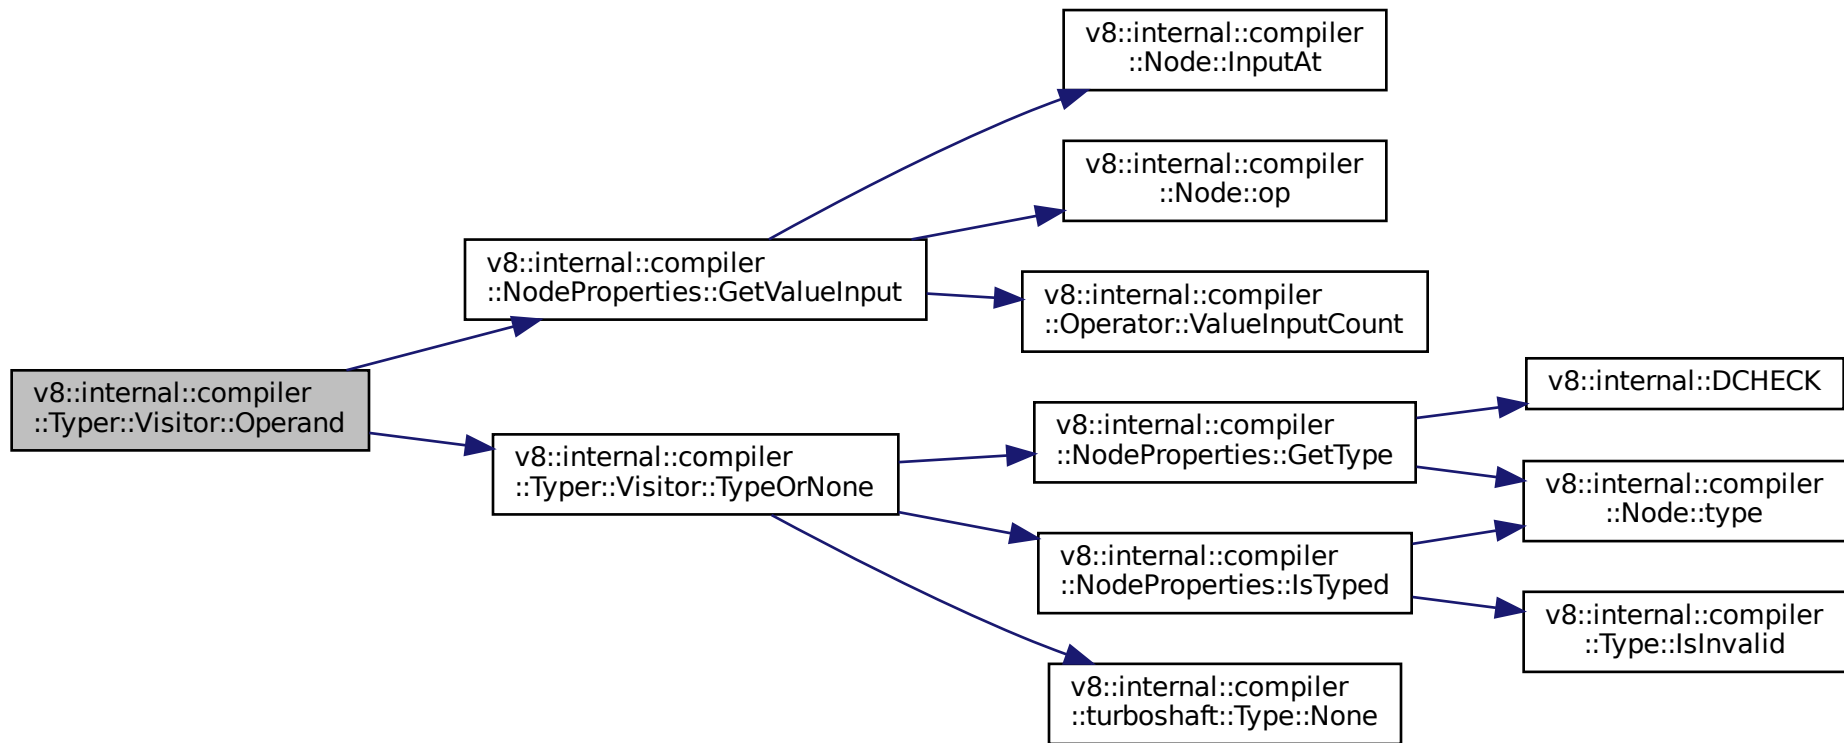 v8::internal::compiler
::Typer::Visitor::Operand
v8::internal::compiler
::NodeProperties::GetValueInput
v8::internal::compiler
::Node::InputAt
v8::internal::compiler
::Node::op
v8::internal::compiler
::Operator::ValueInputCount
v8::internal::compiler
::Typer::Visitor::TypeOrNone
v8::internal::compiler
::NodeProperties::GetType
v8::internal::DCHECK
v8::internal::compiler
::Node::type
v8::internal::compiler
::NodeProperties::IsTyped
v8::internal::compiler
::Type::IsInvalid
v8::internal::compiler
::turboshaft::Type::None